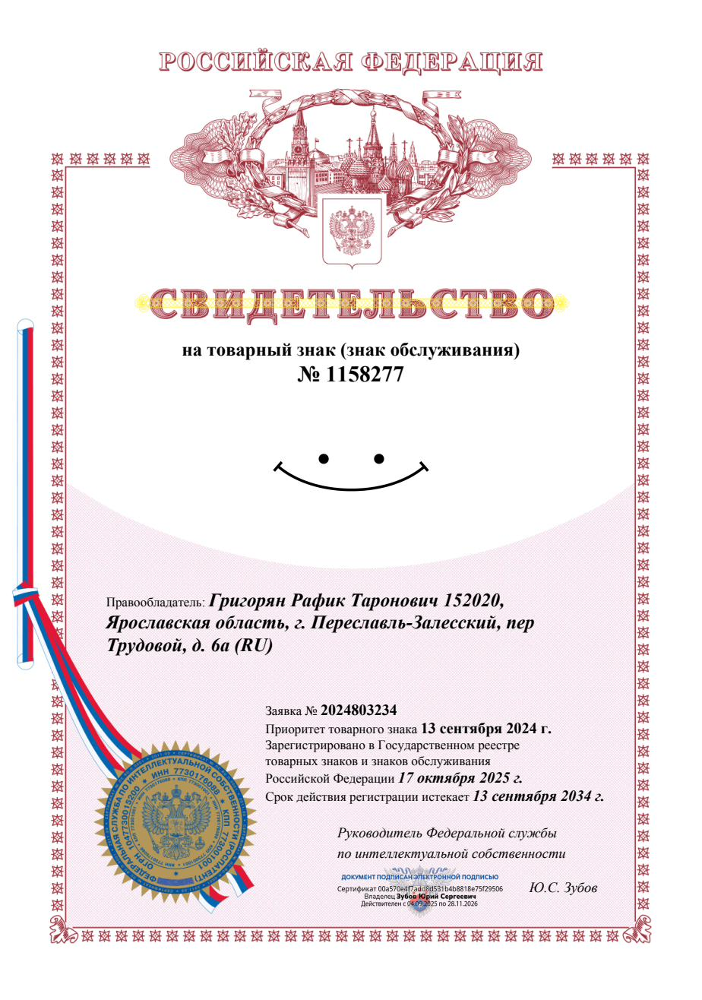 РОССИЙСКАЯ ФЕДЕРАЦИЯ
СВИДЕТЕЛЬСТВО
на товарный знак (знак обслуживания)
№ 1158277
Правообладатель: Григорян Рафик Таронович 152020,
Ярославская область, г. Переславль-Залесский, пер
Трудовой, д. 6а (RU)
Заявка № 2024803234
Приоритет товарного знака 13 сентября 2024 г.
Зарегистрировано в Государственном реестре
товарных знаков и знаков обслуживания
Российской Федерации 17 октября 2025 г.
Срок действия регистрации истекает 13 сентября 2034 г.
ФЕДЕРАЛЬНАЯ СЛУЖБА ПО ИНТЕЛЛЕКТУАЛЬНОЙ СОБСТВЕННОСТИ (РОСПАТЕНТ)
ОГРН 1047730015200 * ИНН 7730176088 * КПП 773001001 *
Руководитель Федеральной службы
по интеллектуальной собственности
ДОКУМЕНТ ПОДПИСАН ЭЛЕКТРОННОЙ ПОДПИСЬЮ
Сертификат 00a570e4f7add8d531b4b8818e75f29506
Владелец Зубов Юрий Сергеевич
Действителен с 04.09.2025 по 28.11.2026
Ю.С. Зубов